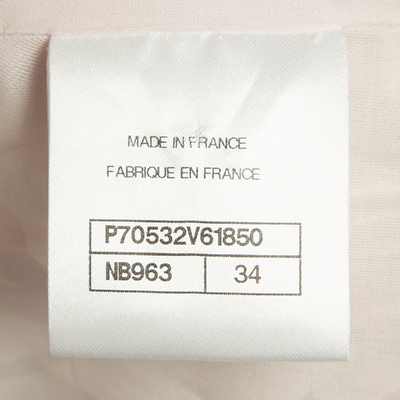 MADE IN FRANCE
FABRIQUE EN FRANCE
P70532V61850
NB963 34